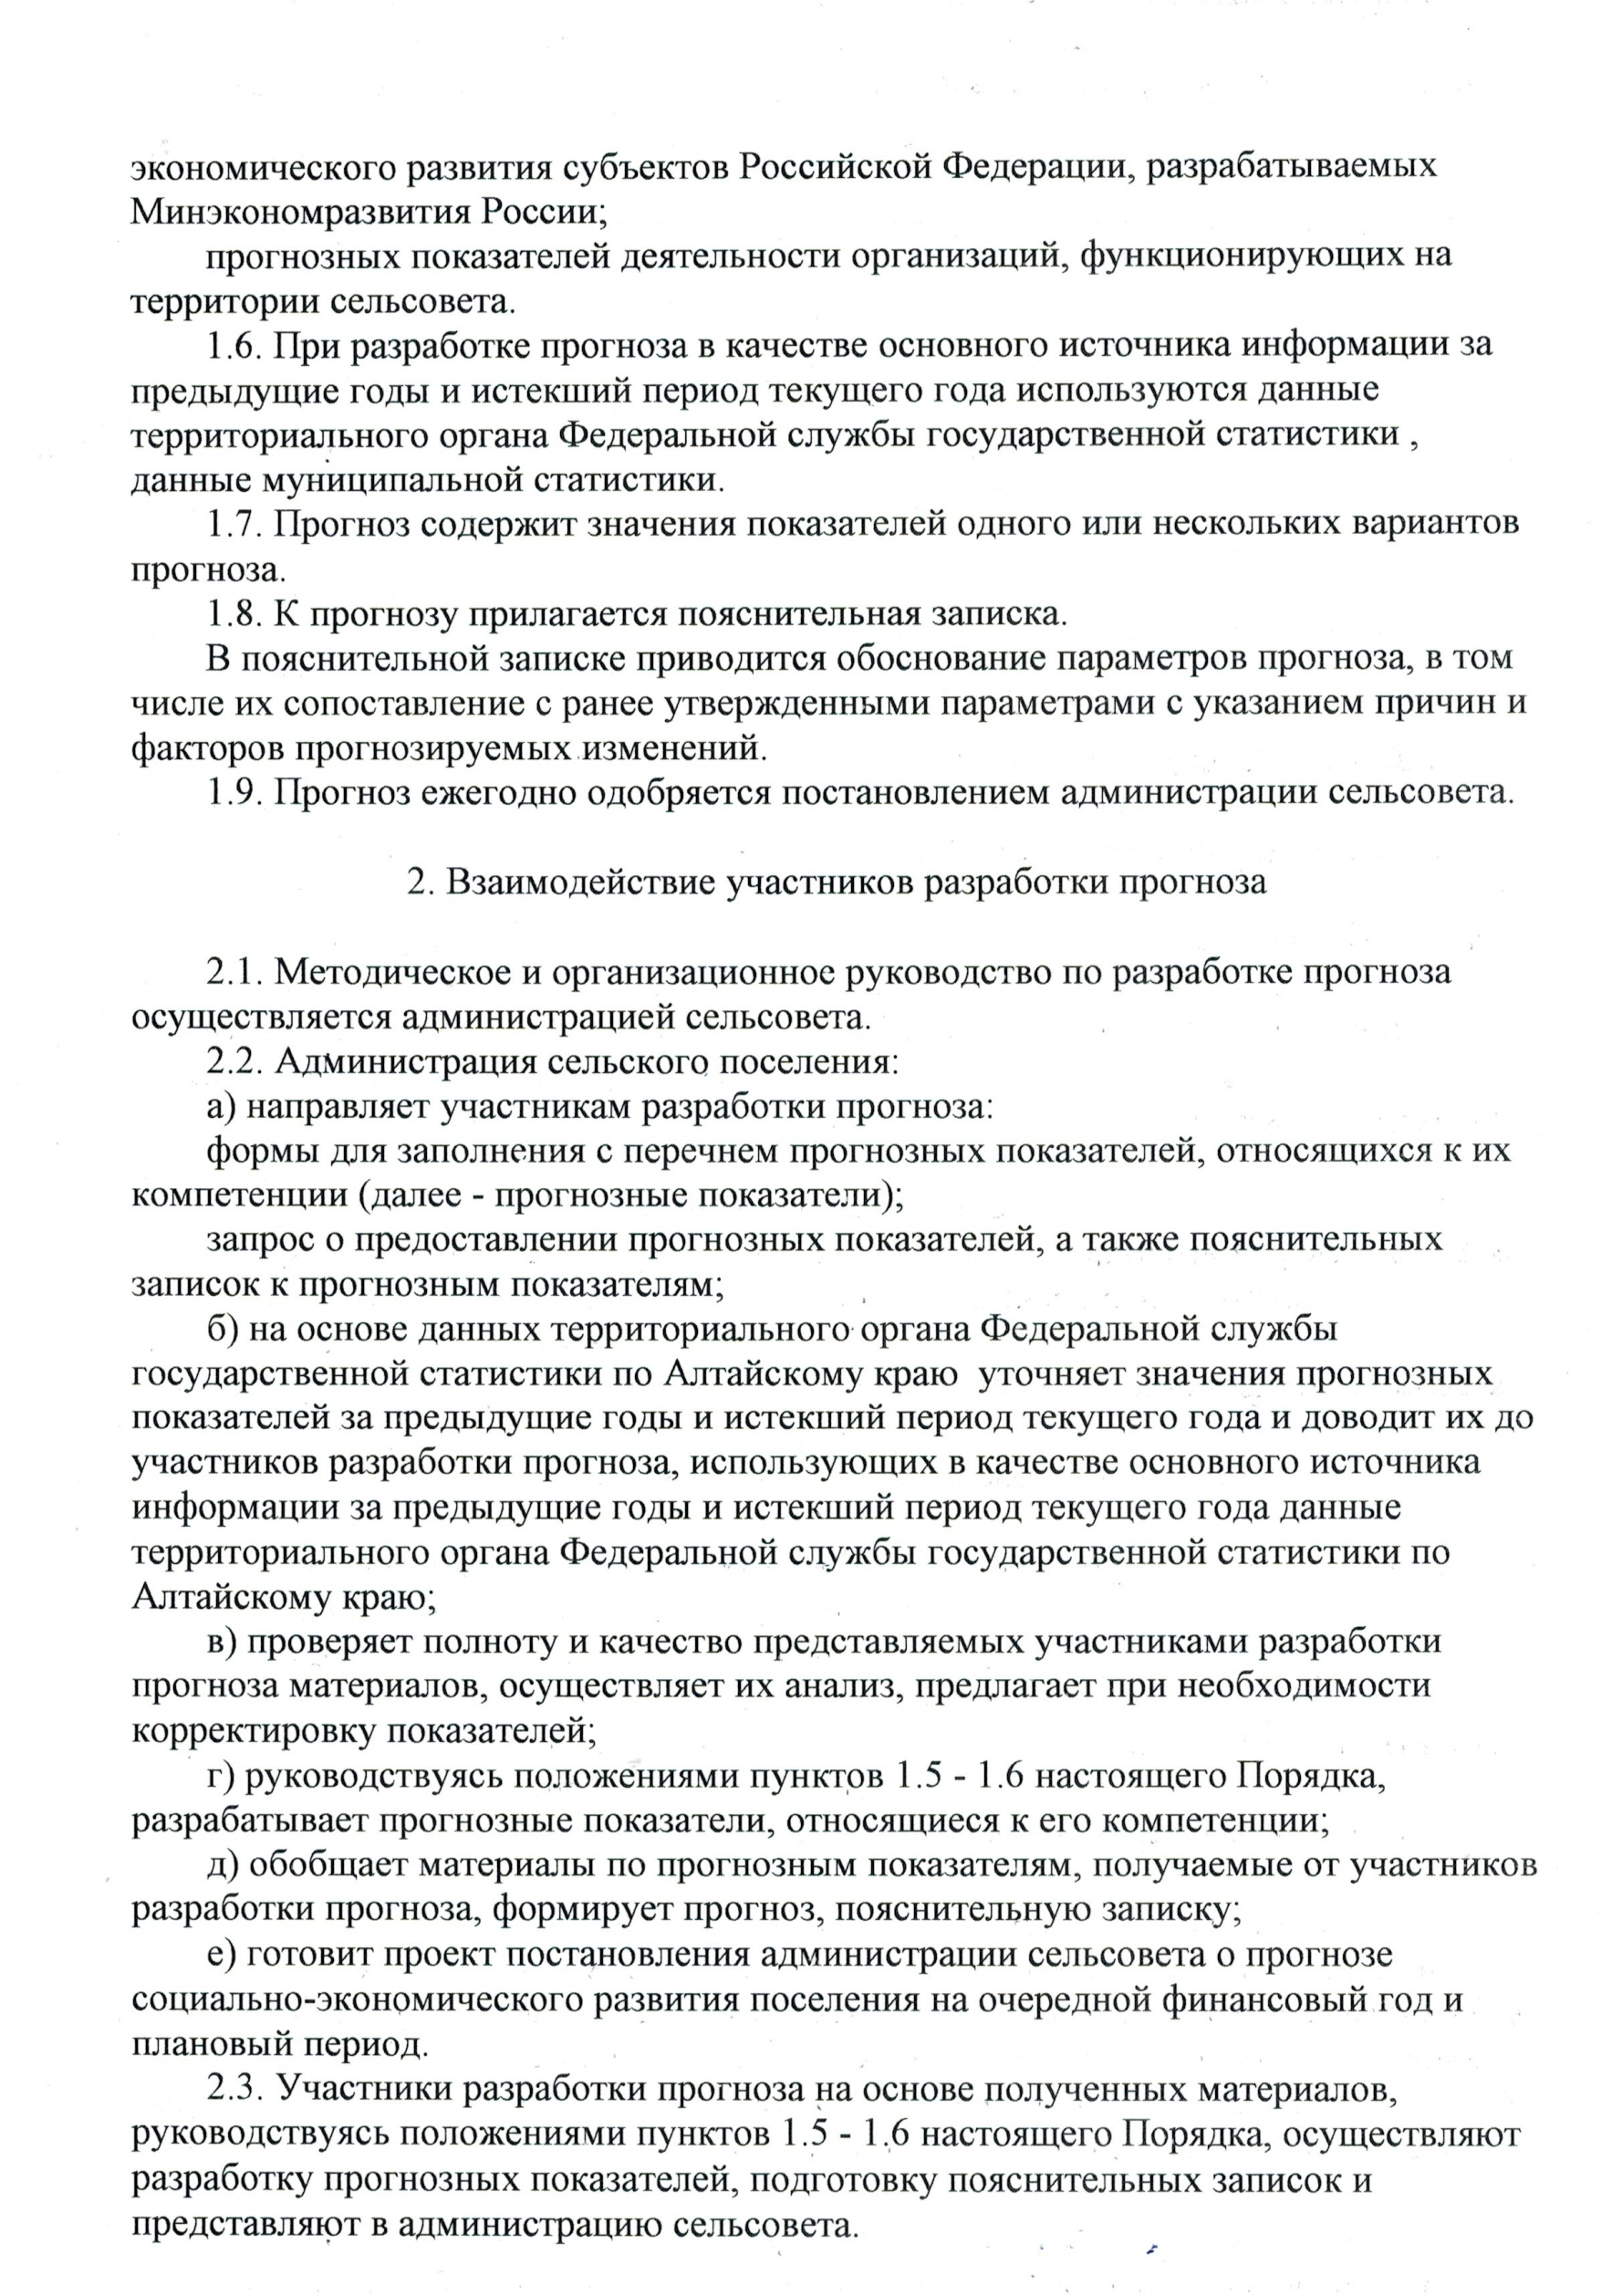 экономического развития субъектов Российской Федерации, разрабатываемых
Минэкономразвития России;
прогнозных показателей деятельности организаций, функционирующих на
территории сельсовета.
1.6. При разработке прогноза в качестве основного источника информации за
предыдущие годы и истекший период текущего года используются данные
территориального органа Федеральной службы государственной статистики ,
данные муниципальной статистики.
1.7. Прогноз содержит значения показателей одного или нескольких вариантов
прогноза.
1.8. К прогнозу прилагается пояснительная записка.
В пояснительной записке приводится обоснование параметров прогноза, в том
числе их сопоставление с ранее утвержденными параметрами с указанием причин и
факторов прогнозируемых изменений.
1.9. Прогноз ежегодно одобряется постановлением администрации сельсовета.
2. Взаимодействие участников разработки прогноза
2.1. Методическое и организационное руководство по разработке прогноза
осуществляется администрацией сельсовета.
2.2. Администрация сельского поселения:
а) направляет участникам разработки прогноза:
формы для заполнения с перечнем прогнозных показателей, относящихся к их
компетенции (далее - прогнозные показатели);
запрос о предоставлении прогнозных показателей, а также пояснительных
записок к прогнозным показателям;
б) на основе данных территориального органа Федеральной службы
государственной статистики по Алтайскому краю  уточняет значения прогнозных
показателей за предыдущие годы и истекший период текущего года и доводит их до
участников разработки прогноза, использующих в качестве основного источника
информации за предыдущие годы и истекший период текущего года данные
территориального органа Федеральной службы государственной статистики по
Алтайскому краю;
в) проверяет полноту и качество представляемых участниками разработки
прогноза материалов, осуществляет их анализ, предлагает при необходимости
корректировку показателей;
г) руководствуясь положениями пунктов 1.5 - 1.6 настоящего Порядка,
разрабатывает прогнозные показатели, относящиеся к его компетенции;
д) обобщает материалы по прогнозным показателям, получаемые от участников
разработки прогноза, формирует прогноз, пояснительную записку;
е) готовит проект постановления администрации сельсовета о прогнозе
социально-экономического развития поселения на очередной финансовый год и
плановый период.
2.3. Участники разработки прогноза на основе полученных материалов,
руководствуясь положениями пунктов 1.5 - 1.6 настоящего Порядка, осуществляют
разработку прогнозных показателей, подготовку пояснительных записок и
представляют в администрацию сельсовета.